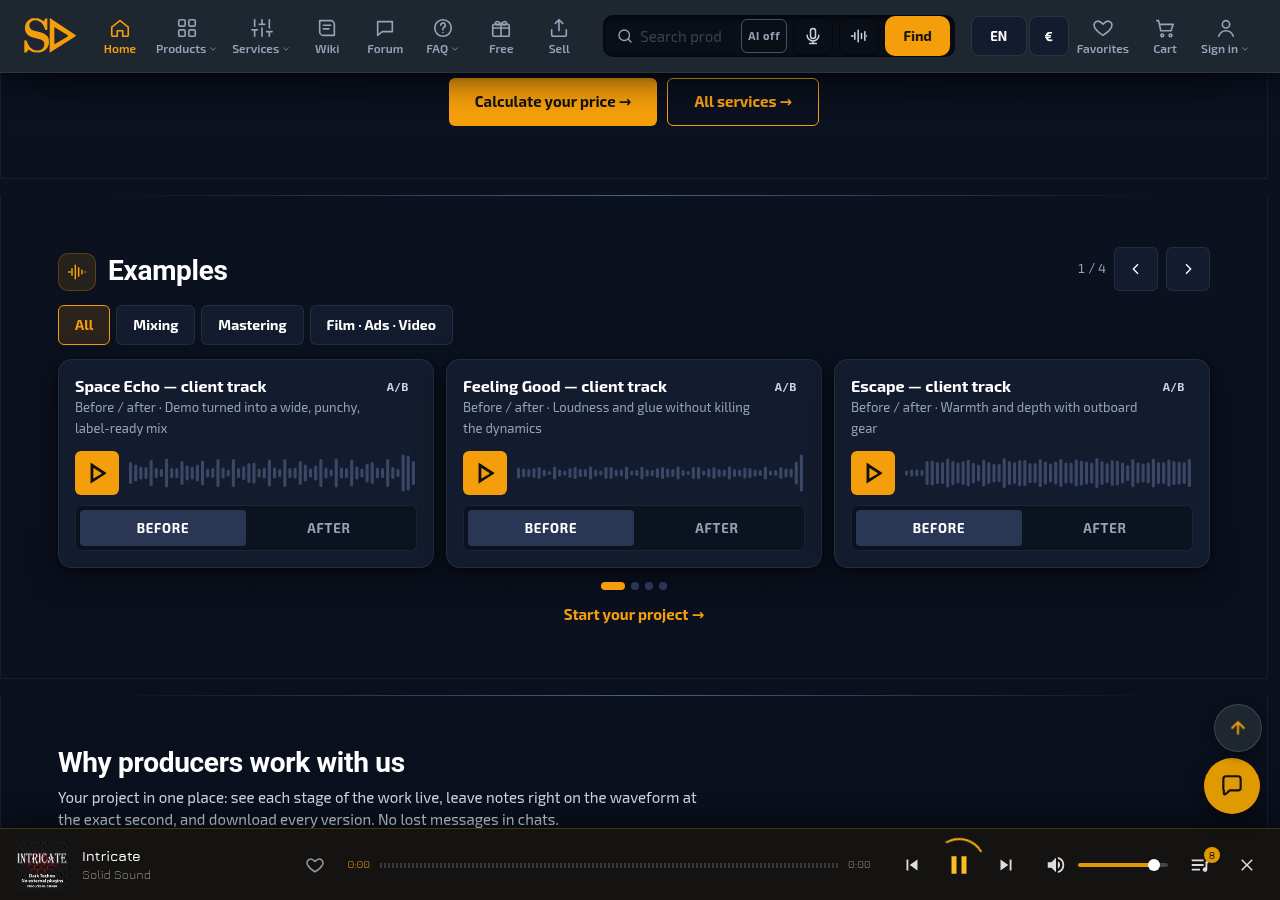 SD
Home
Products
Services
Wiki
Forum
FAQ
Free
Sell
Search prod
AI off
Find
EN
€
Favorites
Cart
Sign in
Calculate your price →
All services →
Examples
1 / 4
All
Mixing
Mastering
Film · Ads · Video
Space Echo — client track
A/B
Before / after · Demo turned into a wide, punchy,
label-ready mix
BEFORE
AFTER
Feeling Good — client track
A/B
Before / after · Loudness and glue without killing
the dynamics
BEFORE
AFTER
Escape — client track
A/B
Before / after · Warmth and depth with outboard
gear
BEFORE
AFTER
Start your project →
Why producers work with us
Your project in one place: see each stage of the work live, leave notes right on the waveform at
the exact second, and download every version. No lost messages in chats.
INTRICATE
Dark Techno
No external plugins
Intricate
Solid Sound
0:00
0:00
8